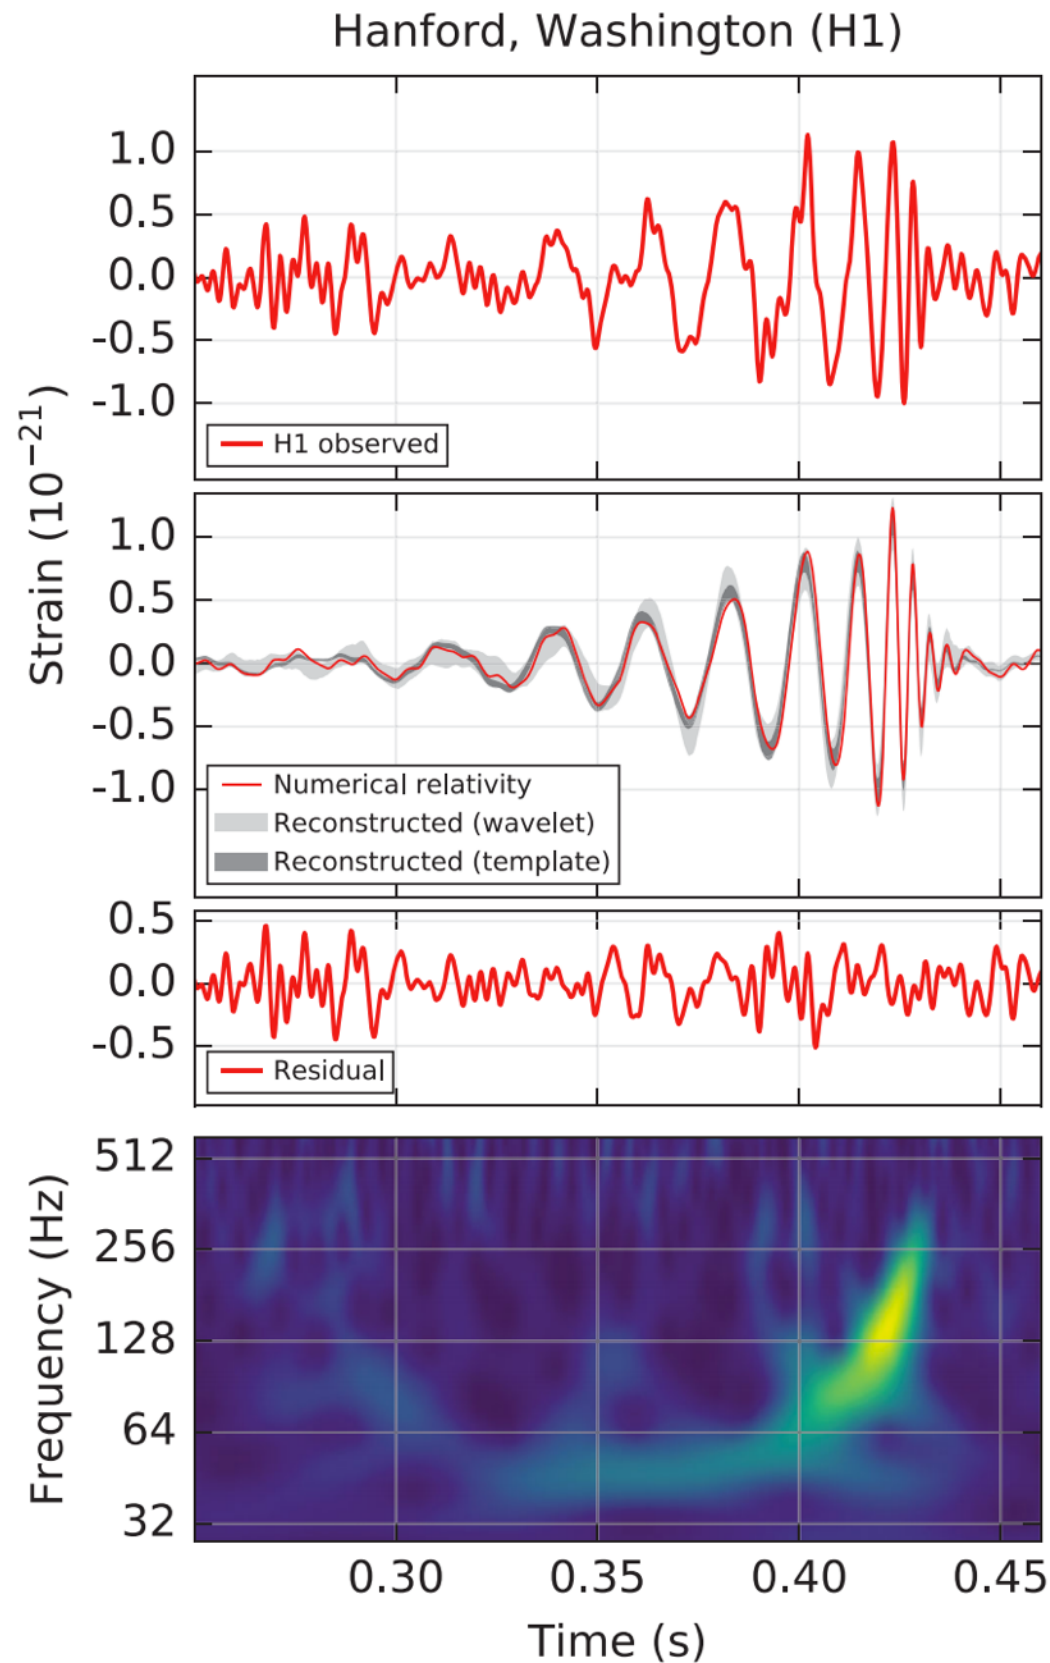 Hanford, Washington (H1)
1.0
0.5
0.0
-0.5
-1.0
H1 observed
Strain (10⁻²¹)
1.0
0.5
0.0
-0.5
-1.0
Numerical relativity
Reconstructed (wavelet)
Reconstructed (template)
0.5
0.0
-0.5
Residual
Frequency (Hz)
512
256
128
64
32
0.30 0.35 0.40 0.45
Time (s)